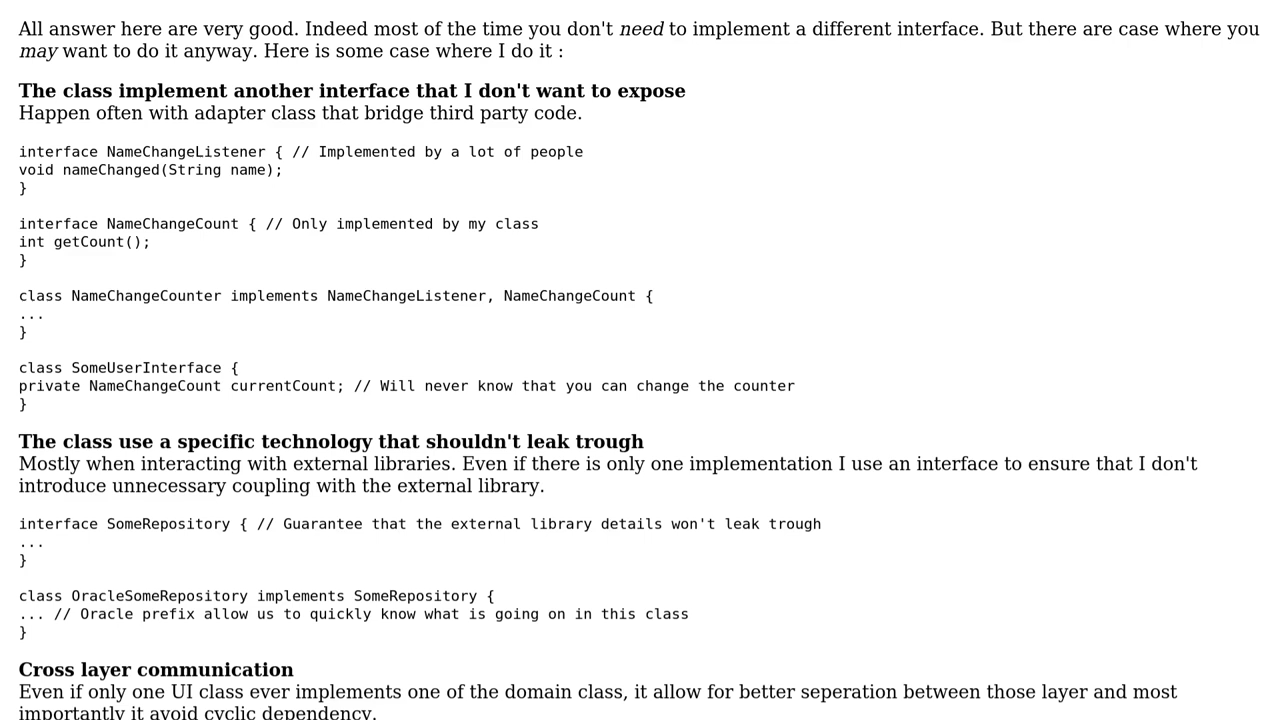 All answer here are very good. Indeed most of the time you don't need to implement a different interface. But there are case where you
may want to do it anyway. Here is some case where I do it :
The class implement another interface that I don't want to expose
Happen often with adapter class that bridge third party code.
interface NameChangeListener { // Implemented by a lot of people
void nameChanged(String name);
}
interface NameChangeCount { // Only implemented by my class
int getCount();
}
class NameChangeCounter implements NameChangeListener, NameChangeCount {
...
}
class SomeUserInterface {
private NameChangeCount currentCount; // Will never know that you can change the counter
}
The class use a specific technology that shouldn't leak trough
Mostly when interacting with external libraries. Even if there is only one implementation I use an interface to ensure that I don't
introduce unnecessary coupling with the external library.
interface SomeRepository { // Guarantee that the external library details won't leak trough
...
}
class OracleSomeRepository implements SomeRepository {
... // Oracle prefix allow us to quickly know what is going on in this class
}
Cross layer communication
Even if only one UI class ever implements one of the domain class, it allow for better seperation between those layer and most
importantly it avoid cyclic dependency.